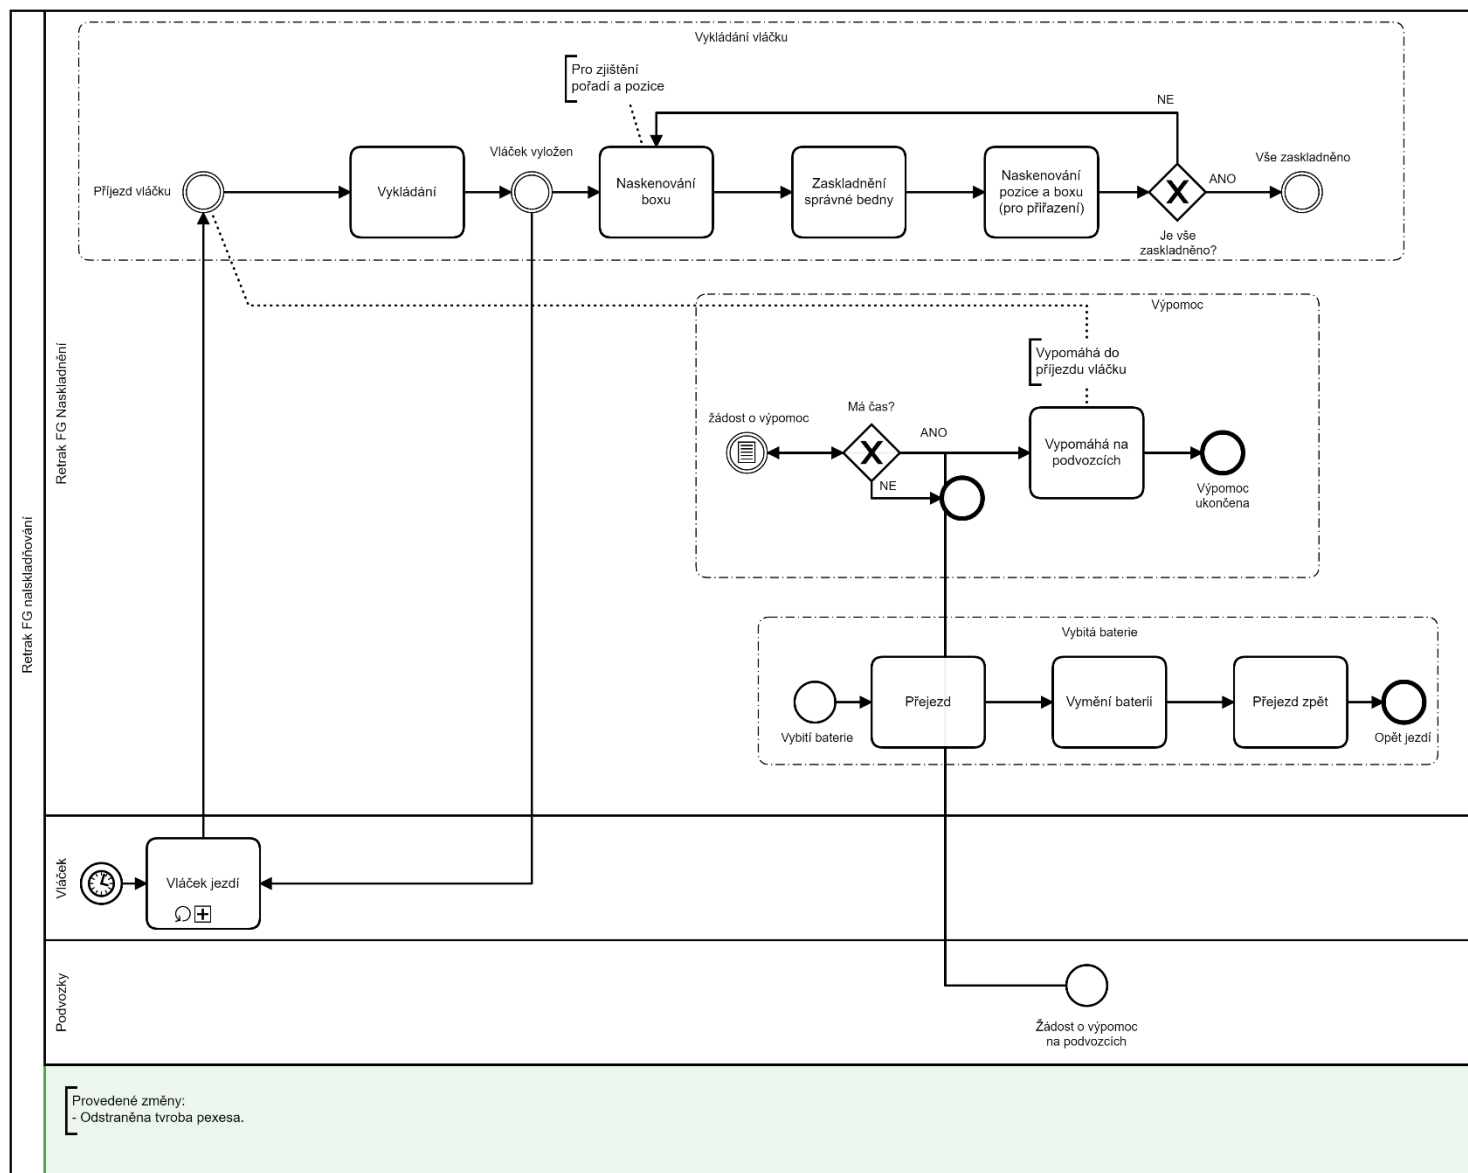 Retrak FG nalskladňování
Retrak FG Naskladnění
Vykládání vláčku
Pro zjištění
pořadí a pozice
NE
Příjezd vláčku
Vykládání
Vláček vyložen
Naskenování
boxu
Zaskladnění
správné bedny
Naskenování
pozice a boxu
(pro přiřazení)
ANO
Je vše
zaskladněno?
Vše zaskladněno
Výpomoc
Vypomáhá do
příjezdu vláčku
žádost o výpomoc
Má čas?
ANO
NE
Vypomáhá na
podvozcích
Výpomoc
ukončena
Vybitá baterie
Vybití baterie
Přejezd
Vymění baterii
Přejezd zpět
Opět jezdí
Vláček
Vláček jezdí
Podvozky
Žádost o výpomoc
na podvozcích
Provedené změny:
- Odstraněna tvroba pexesa.